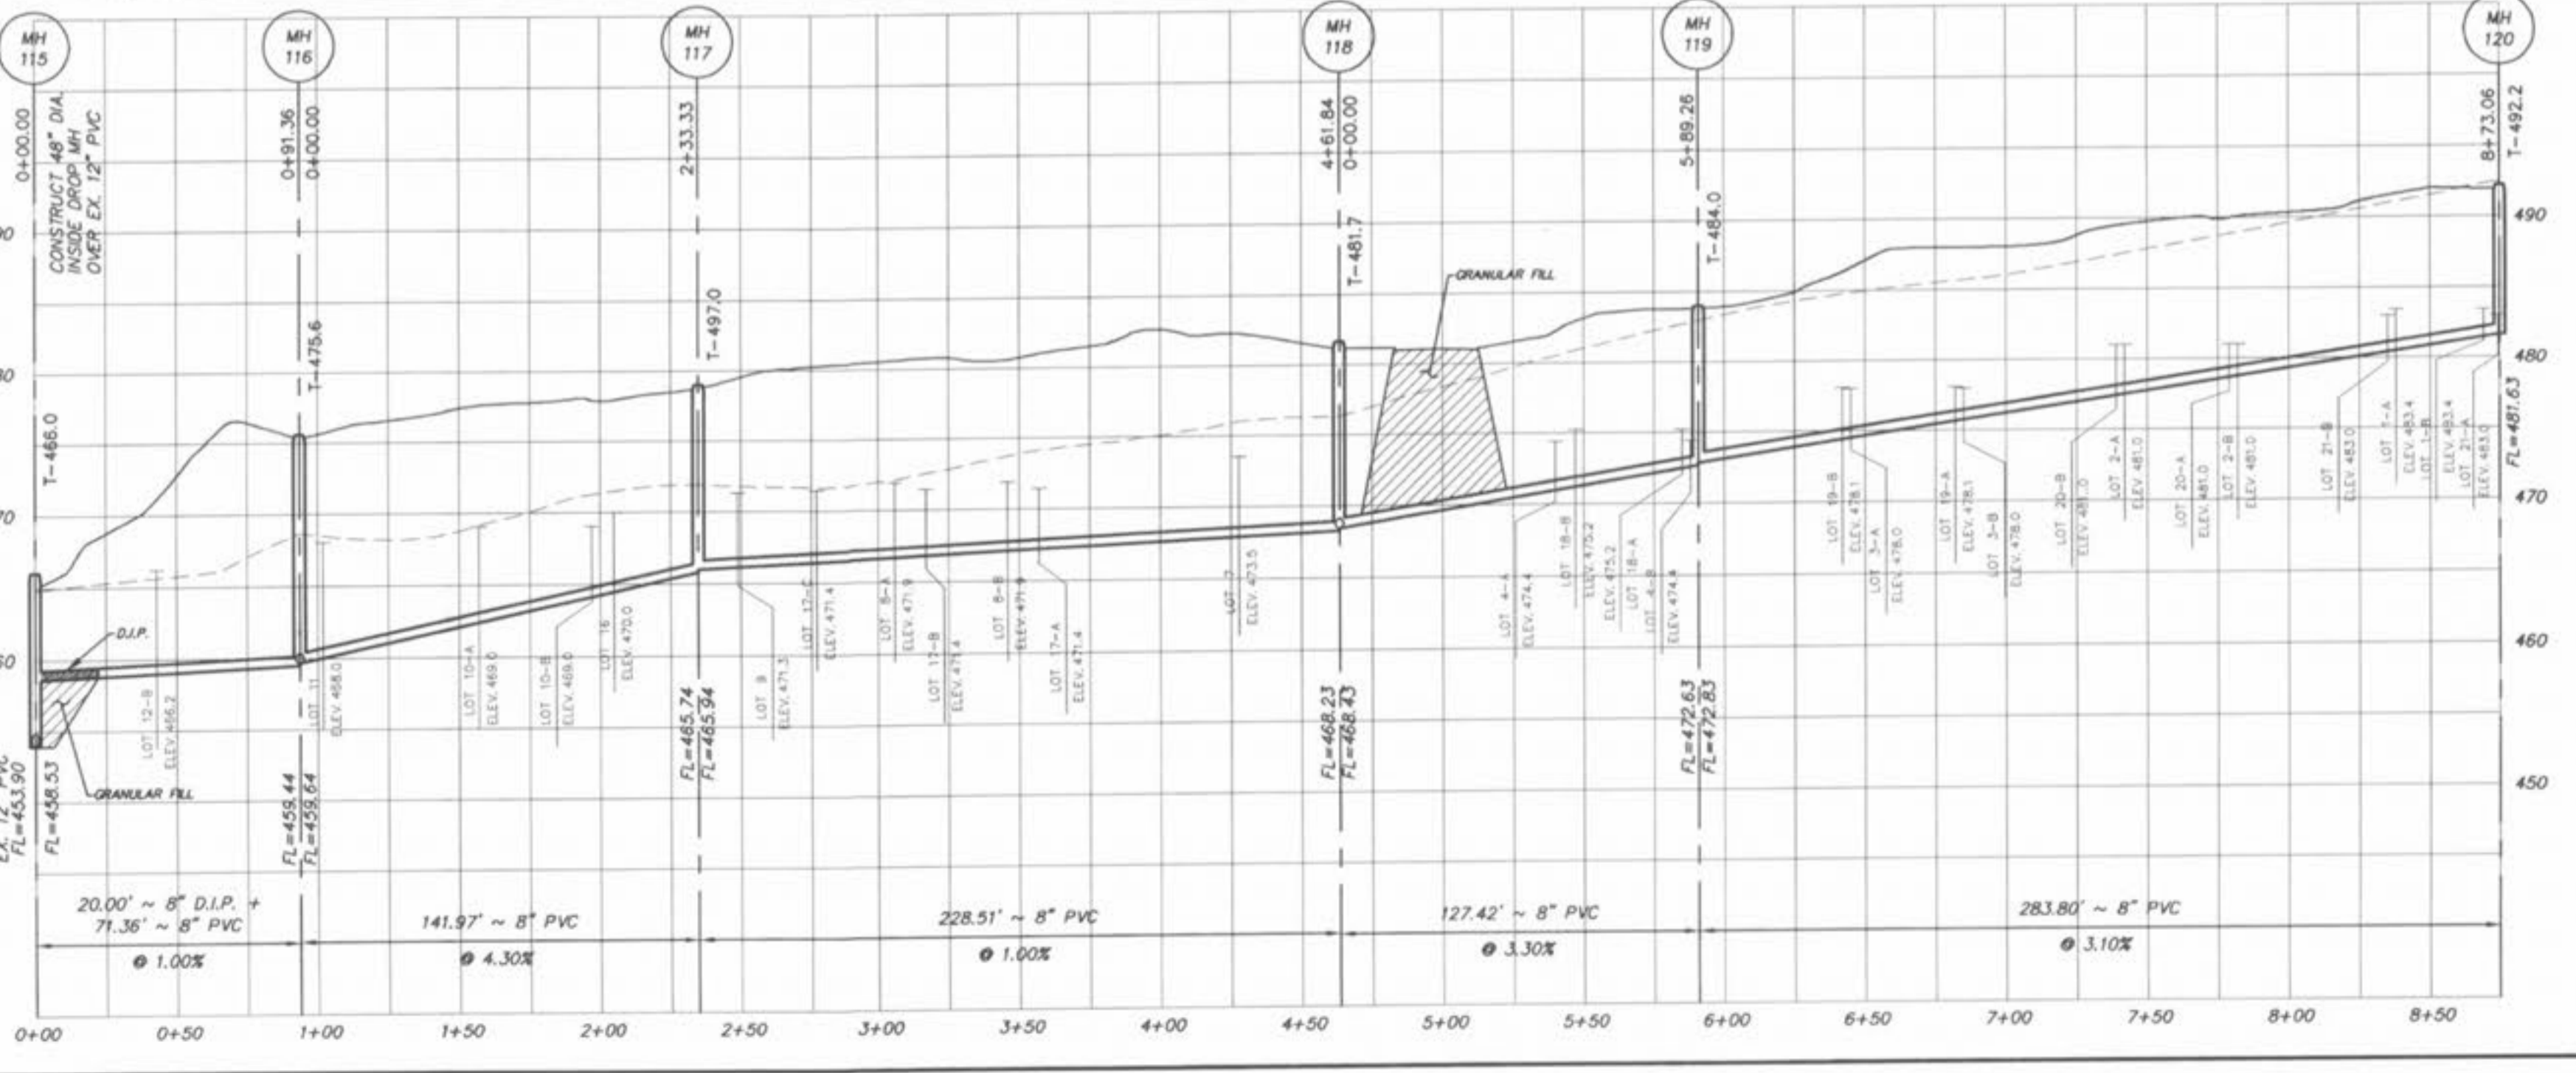 MH
115
MH
116
MH
117
MH
118
MH
119
MH
120
0+00.00
CONSTRUCT 48" DIA.
INSIDE DROP MH
OVER EX. 12" PVC
0+91.36
0+00.00
2+33.33
4+61.84
0+00.00
5+89.26
8+73.06
T-492.2
T-466.0
T-475.6
T-497.0
T-481.7
T-484.0
GRANULAR FILL
490
480
470
460
450
D.I.P.
GRANULAR FILL
LOT 12-B
ELEV. 466.2
LOT 11
ELEV. 468.0
LOT 10-A
ELEV. 469.0
LOT 10-B
ELEV. 469.0
LOT 16
ELEV. 470.0
LOT 9
ELEV. 471.3
LOT 17-C
ELEV. 471.4
LOT 8-A
ELEV. 471.9
LOT 17-B
ELEV. 471.4
LOT 8-B
ELEV. 471.9
LOT 17-A
ELEV. 471.4
LOT 7
ELEV. 473.5
LOT 4-A
ELEV. 474.4
LOT 18-B
ELEV. 475.2
ELEV. 475.2
LOT 18-A
LOT 4-B
ELEV. 474.4
LOT 19-B
ELEV. 478.1
LOT 3-A
ELEV. 478.0
LOT 19-A
ELEV. 478.1
LOT 3-B
ELEV. 478.0
LOT 20-B
ELEV. 481.0
LOT 2-A
ELEV. 481.0
LOT 20-A
ELEV. 481.0
LOT 2-B
ELEV. 481.0
LOT 21-B
ELEV. 483.0
LOT 1-A
ELEV. 483.4
LOT 1-B
ELEV. 483.4
LOT 21-A
ELEV. 483.0
EX. 12" PVC
FL=453.90
FL=458.53
FL=459.44
FL=459.64
FL=465.74
FL=465.94
FL=468.23
FL=468.43
FL=472.63
FL=472.83
FL=481.63
20.00' ~ 8" D.I.P. +
71.36' ~ 8" PVC
@ 1.00%
141.97' ~ 8" PVC
@ 4.30%
228.51' ~ 8" PVC
@ 1.00%
127.42' ~ 8" PVC
@ 3.30%
283.80' ~ 8" PVC
@ 3.10%
0+00 0+50 1+00 1+50 2+00 2+50 3+00 3+50 4+00 4+50 5+00 5+50 6+00 6+50 7+00 7+50 8+00 8+50